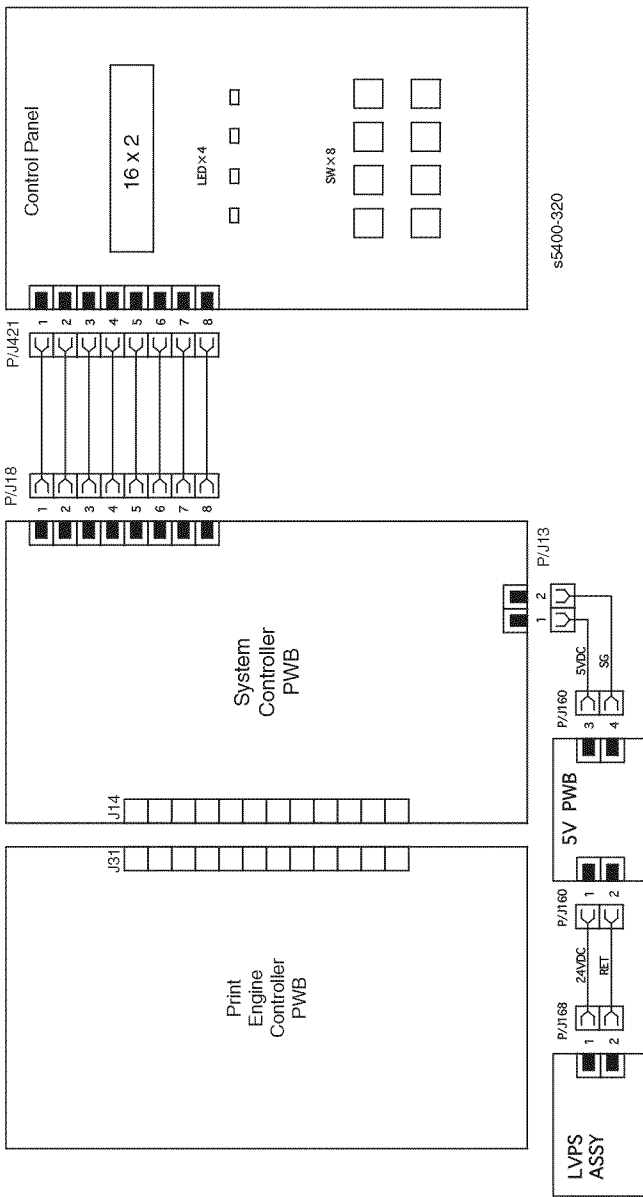 Control Panel
16 x 2
LED×4
SW×8
s5400-320
P/J421
1
2
3
4
5
6
7
8
P/J18
1
2
3
4
5
6
7
8
System
Controller
PWB
P/J13
1 2
J14
J31
Print
Engine
Controller
PWB
5VDC
SG
P/J160
3
4
5V PWB
P/J160
1
2
24VDC
RET
P/J168
1
2
LVPS
ASSY